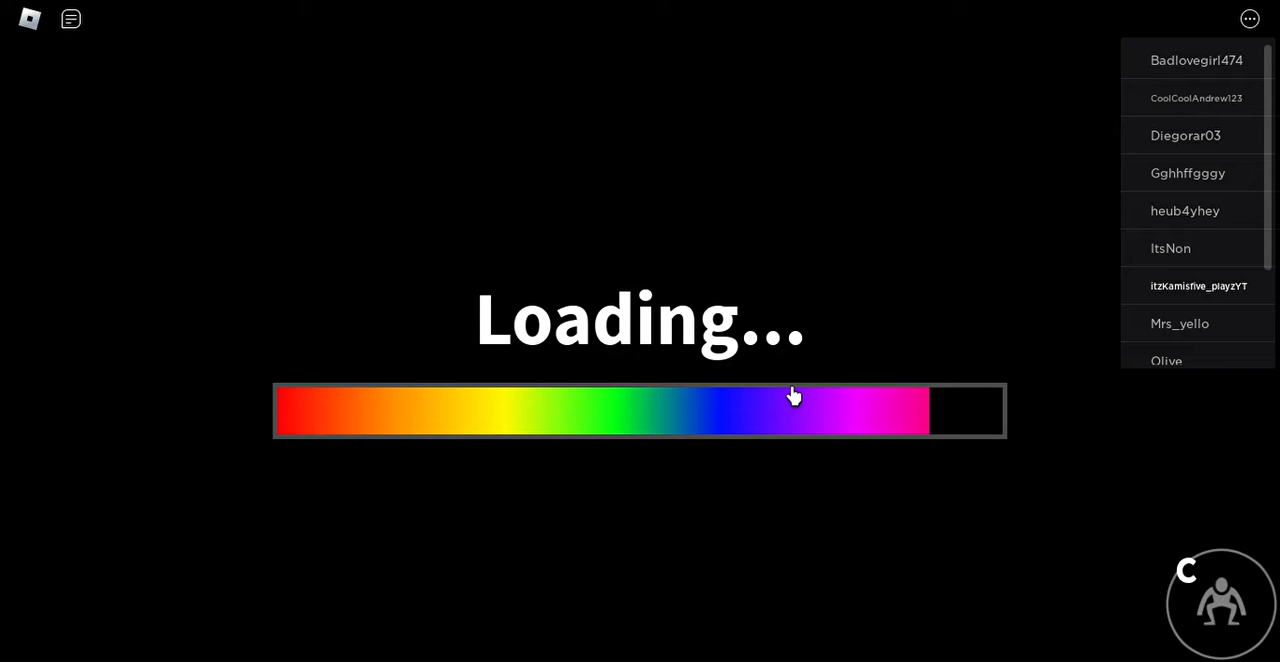 Badlovegirl474
CoolCoolAndrew123
Diegorar03
Gghhffgggy
heub4yhey
ItsNon
itzKamisfive_playzYT
Mrs_yello
Olive
Loading...
C